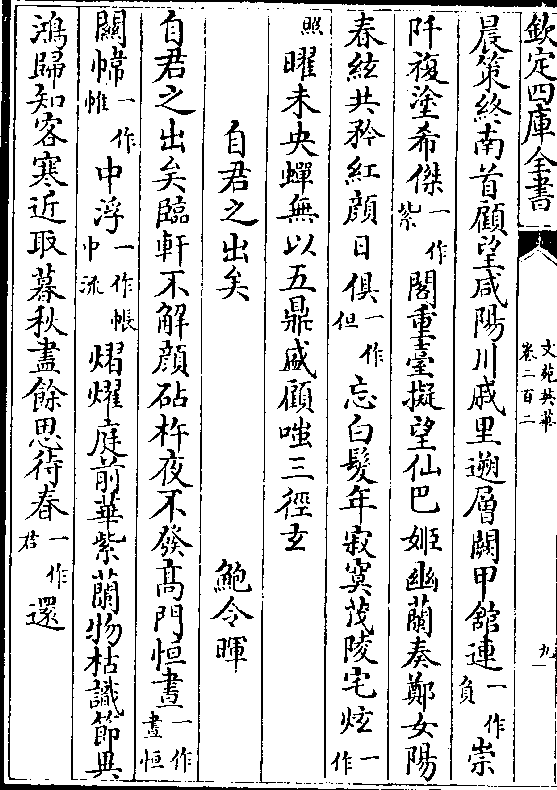 欽定四庫全書
文苑英華
卷二百二
九
晨策終南首顧望咸陽川戚里遡層闕甲館連一作負崇
阡複塗希傑一作紫閣重臺擬望仙巴姬幽蘭奏鄭女陽
春絃共矜紅顔日俱一作但忘白髮年寂寞茂陵宅炫一作
照曜未央蟬無以五鼎盛顧嗤三徑玄
自君之出矣
鮑令暉
自君之出矣臨軒不解顔砧杵夜不發高門恒晝一作晝恒
關幃一作帷中浮一作帳中流熠燿庭前華紫蘭物枯識節異
鴻歸知客寒近取暮秋盡餘思待春一作君還